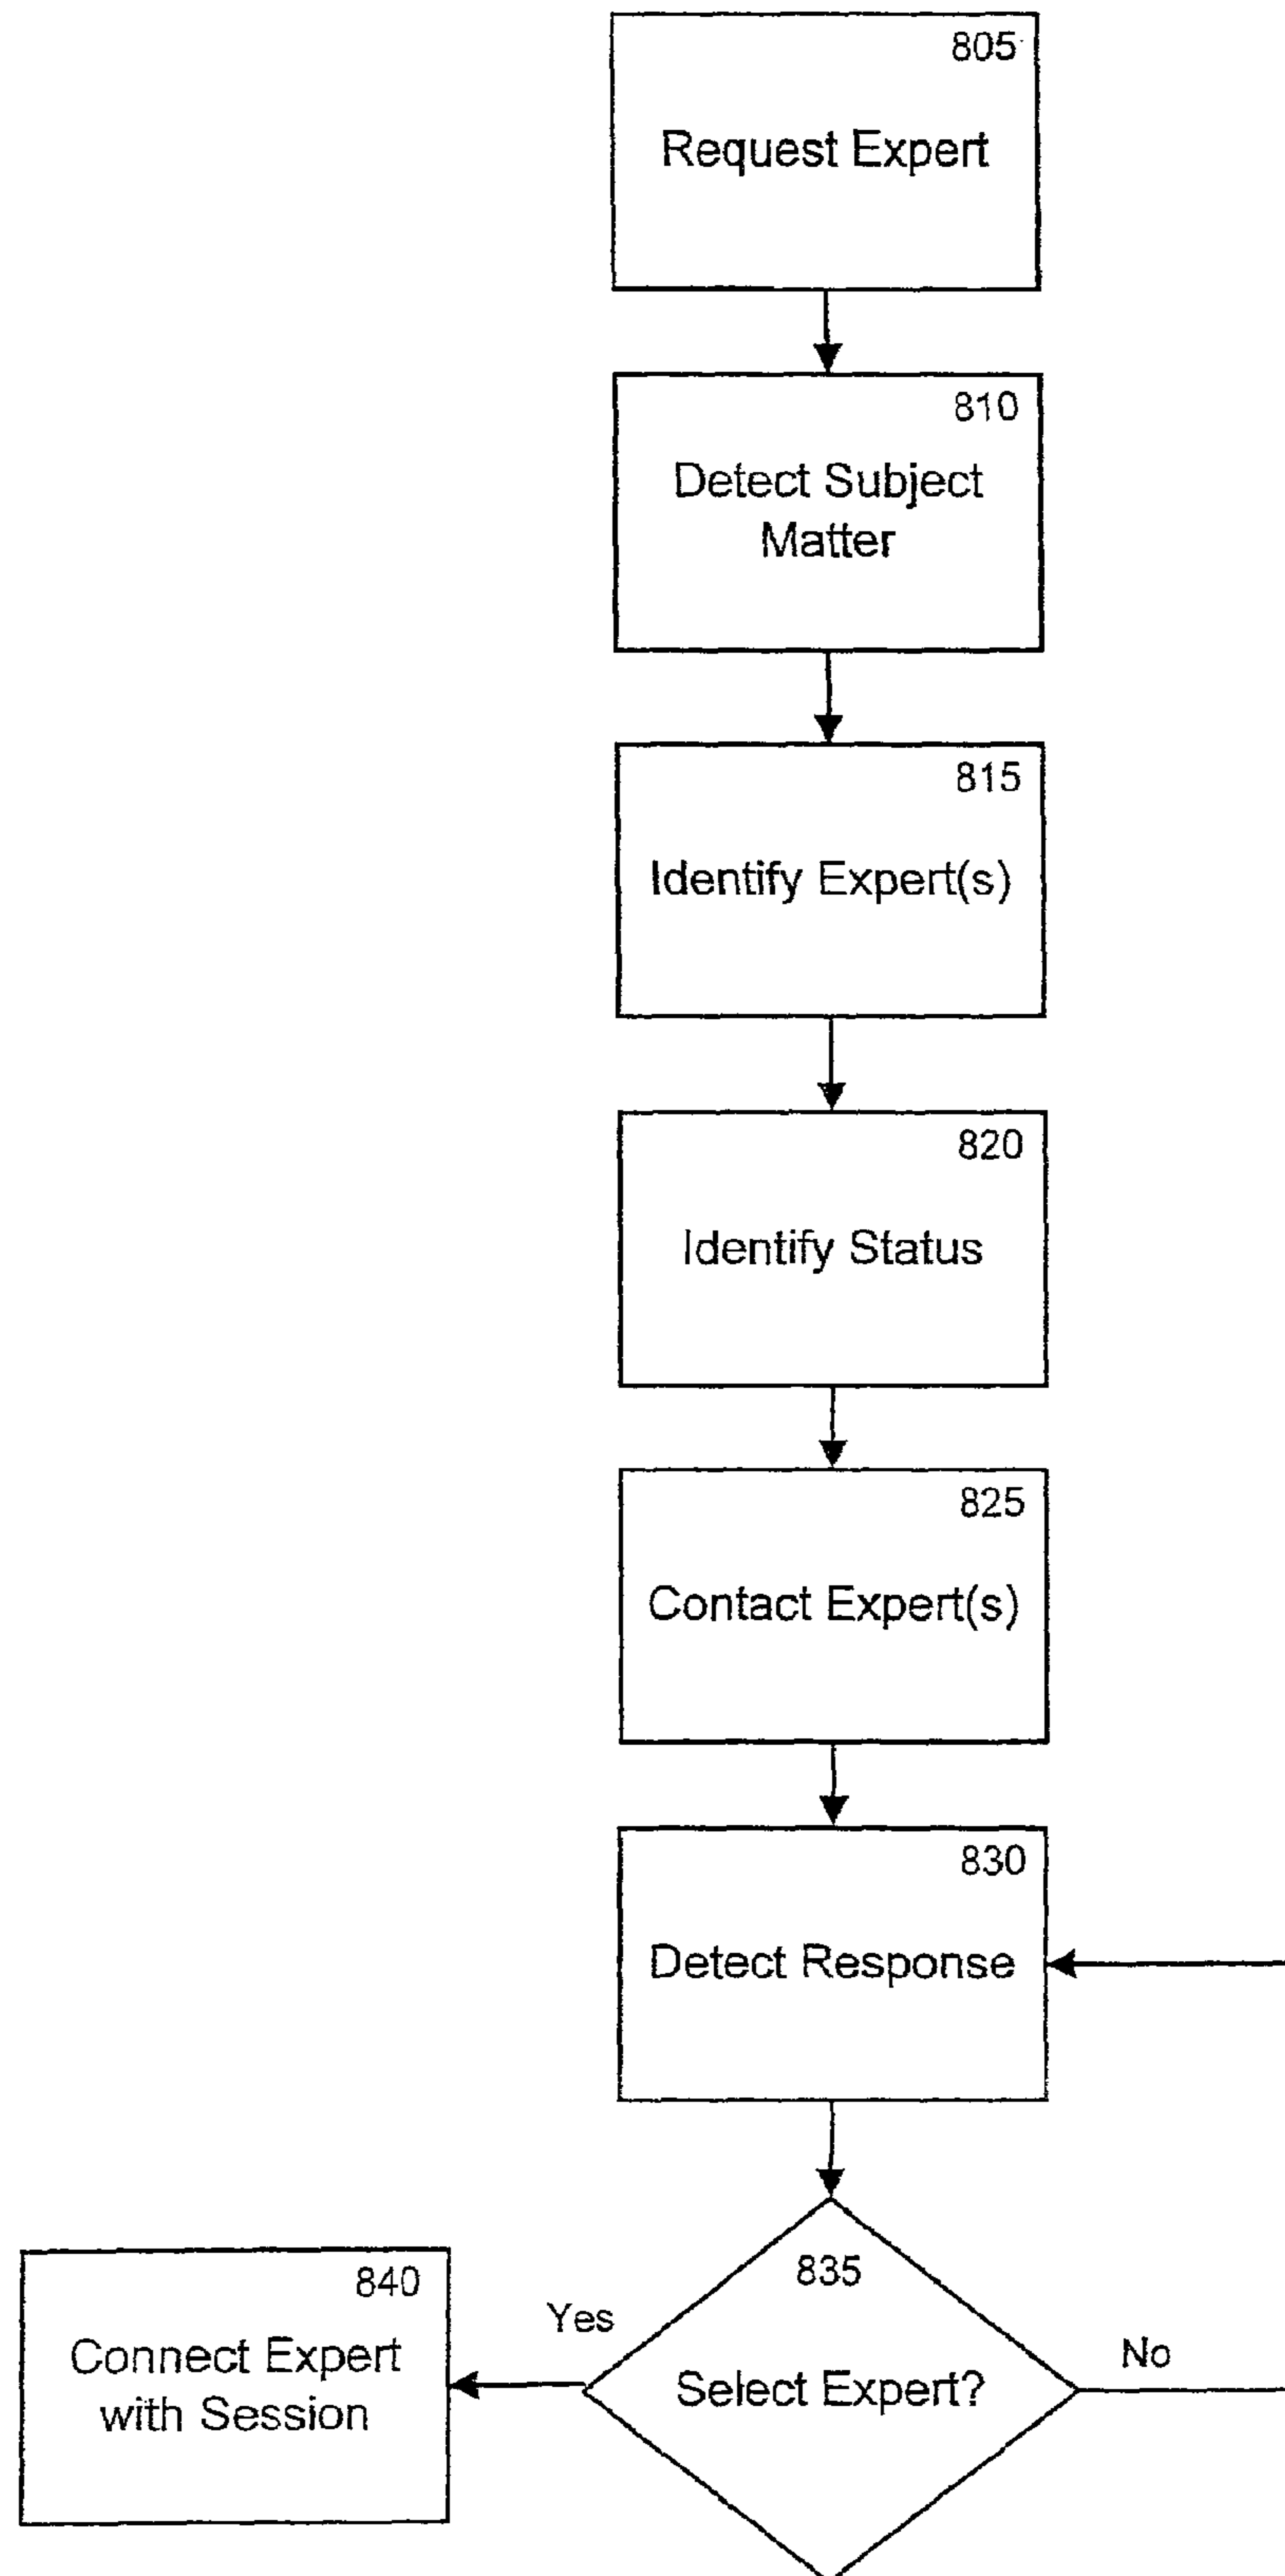 805
Request Expert
810
Detect Subject
Matter
815
Identify Expert(s)
820
Identify Status
825
Contact Expert(s)
830
Detect Response
835
Select Expert?
Yes
No
840
Connect Expert
with Session